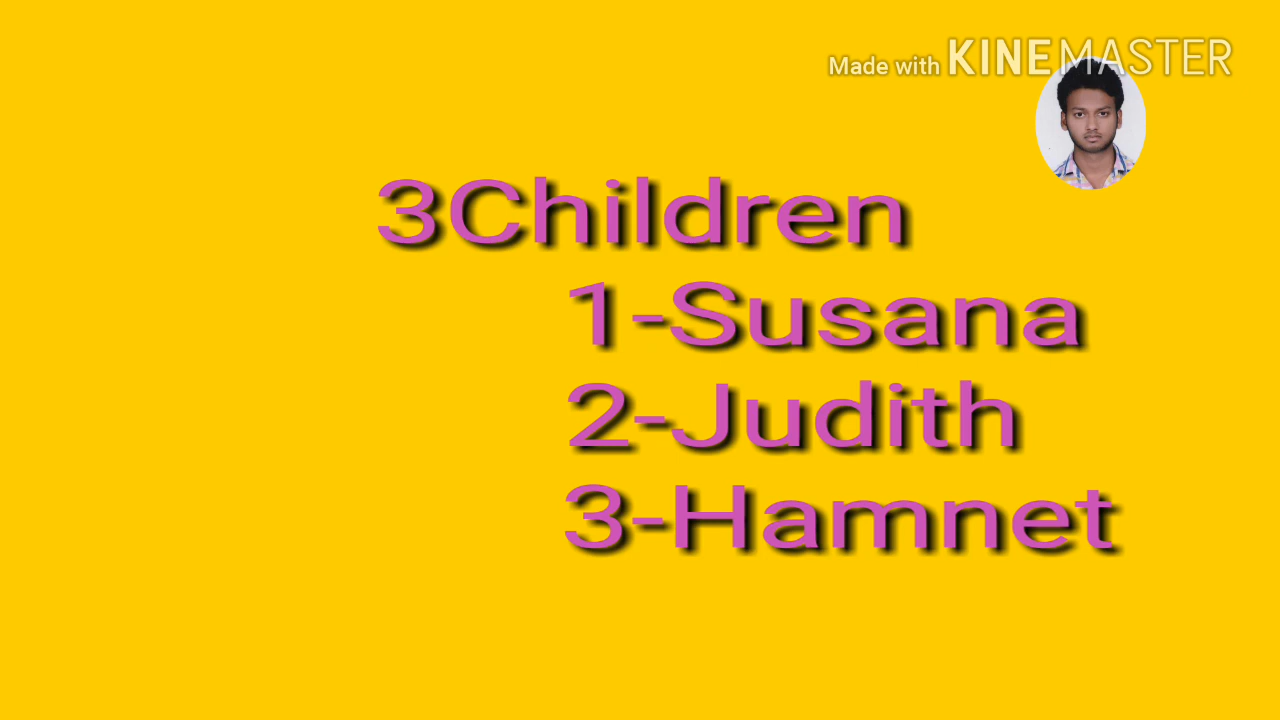 Made with KINEMASTER
3Children
1-Susana
2-Judith
3-Hamnet